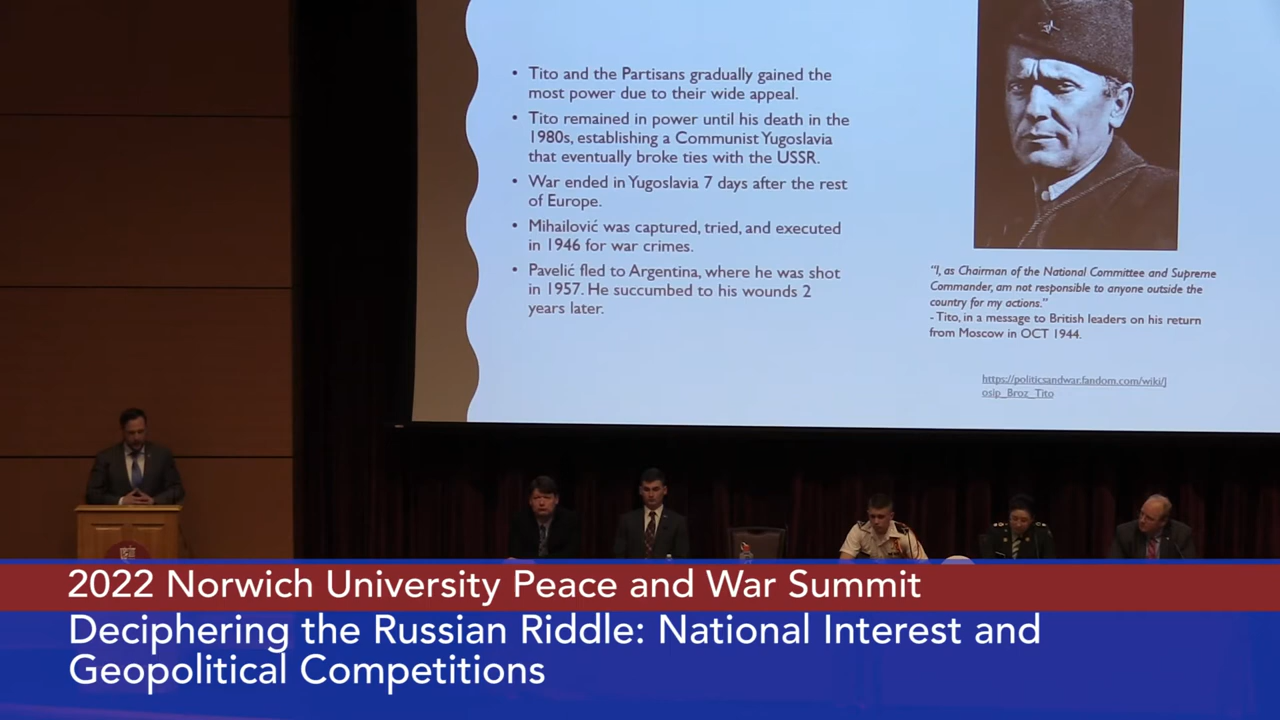 • Tito and the Partisans gradually gained the
most power due to their wide appeal.
• Tito remained in power until his death in the
1980s, establishing a Communist Yugoslavia
that eventually broke ties with the USSR.
• War ended in Yugoslavia 7 days after the rest
of Europe.
• Mihailović was captured, tried, and executed
in 1946 for war crimes.
• Pavelić fled to Argentina, where he was shot
in 1957. He succumbed to his wounds 2
years later.
"I, as Chairman of the National Committee and Supreme
Commander, am not responsible to anyone outside the
country for my actions."
- Tito, in a message to British leaders on his return
from Moscow in OCT 1944.
https://politicsandwar.fandom.com/wiki/J
osip_Broz_Tito
2022 Norwich University Peace and War Summit
Deciphering the Russian Riddle: National Interest and
Geopolitical Competitions